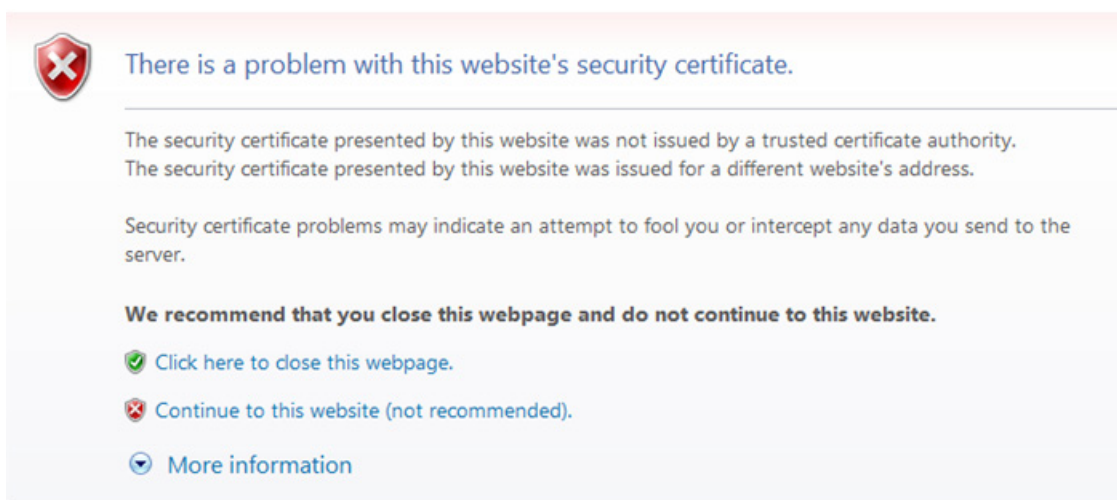 There is a problem with this website's security certificate.
The security certificate presented by this website was not issued by a trusted certificate authority.
The security certificate presented by this website was issued for a different website's address.
Security certificate problems may indicate an attempt to fool you or intercept any data you send to the
server.
We recommend that you close this webpage and do not continue to this website.
Click here to close this webpage.
Continue to this website (not recommended).
More information